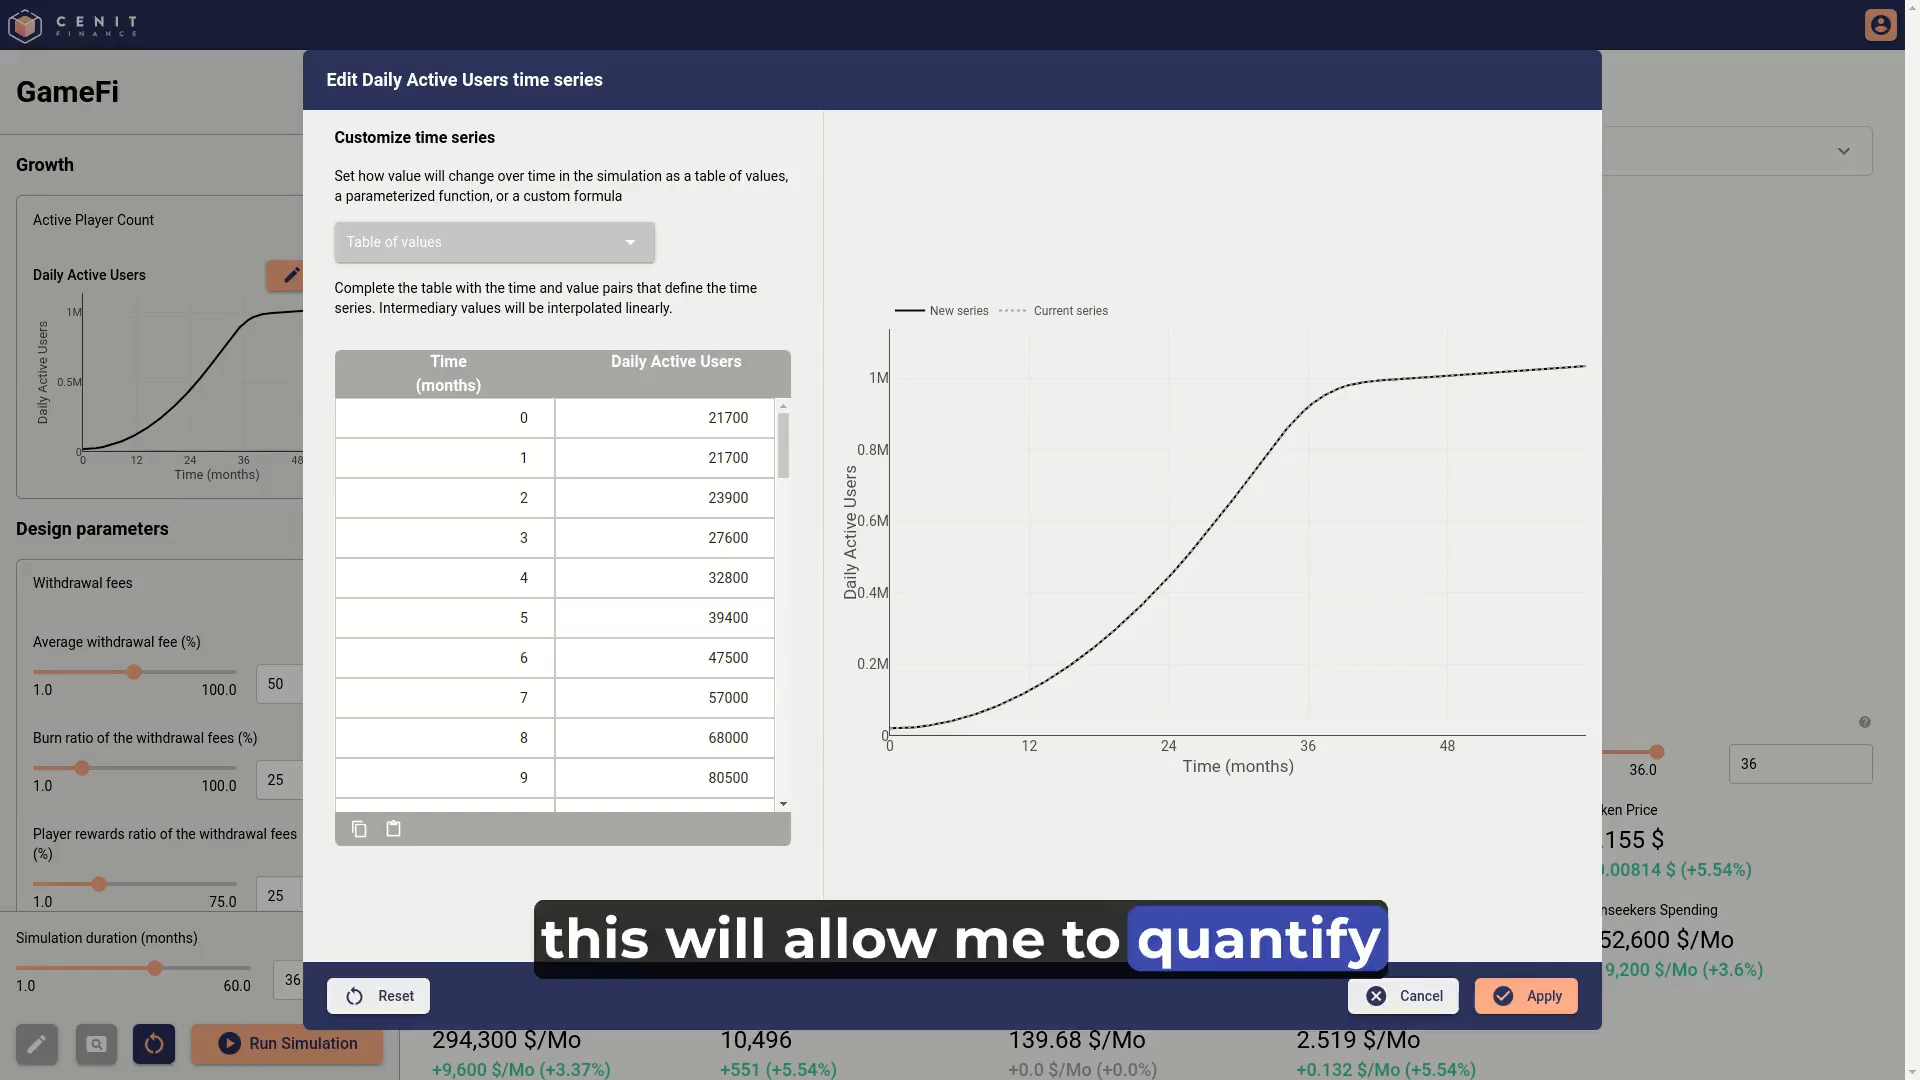 CENIT
FINANCE
GameFi
Growth
Active Player Count
Daily Active Users
1M
0.5M
0
Daily Active Users
0 12 24 36 48
Time (months)
Design parameters
Withdrawal fees
Average withdrawal fee (%)
1.0 100.0
50
Burn ratio of the withdrawal fees (%)
1.0 100.0
25
Player rewards ratio of the withdrawal fees
(%)
1.0 75.0
25
Simulation duration (months)
1.0 60.0
36
Run Simulation
Edit Daily Active Users time series
Customize time series
Set how value will change over time in the simulation as a table of values,
a parameterized function, or a custom formula
Table of values
Complete the table with the time and value pairs that define the time
series. Intermediary values will be interpolated linearly.
Time
(months)
Daily Active Users
0 21700
1 21700
2 23900
3 27600
4 32800
5 39400
6 47500
7 57000
8 68000
9 80500
New series Current series
1M
0.8M
0.6M
0.4M
0.2M
0
Daily Active Users
0 12 24 36 48
Time (months)
this will allow me to quantify
Reset
Cancel
Apply
?
36.0
36
ken Price
.155 $
.00814 $ (+5.54%)
nseekers Spending
52,600 $/Mo
9,200 $/Mo (+3.6%)
294,300 $/Mo
+9,600 $/Mo (+3.37%)
10,496
+551 (+5.54%)
139.68 $/Mo
+0.0 $/Mo (+0.0%)
2.519 $/Mo
+0.132 $/Mo (+5.54%)